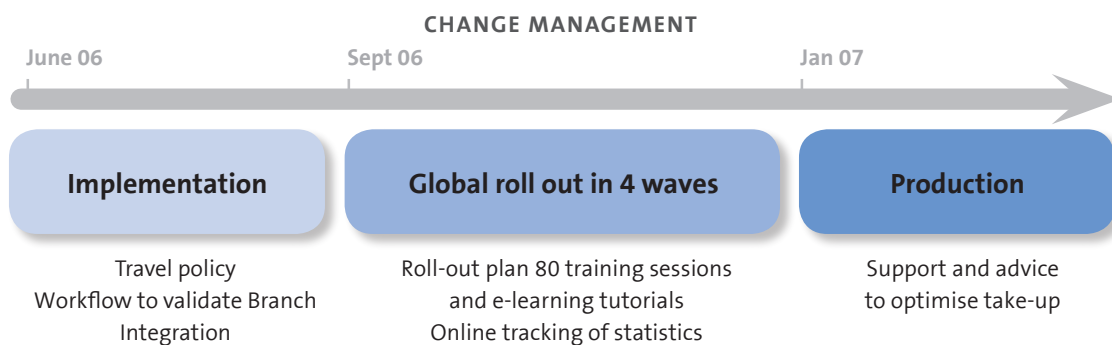 CHANGE MANAGEMENT
June 06
Sept 06
Jan 07
Implementation
Global roll out in 4 waves
Production
Travel policy
Workflow to validate Branch
Integration
Roll-out plan 80 training sessions
and e-learning tutorials
Online tracking of statistics
Support and advice
to optimise take-up